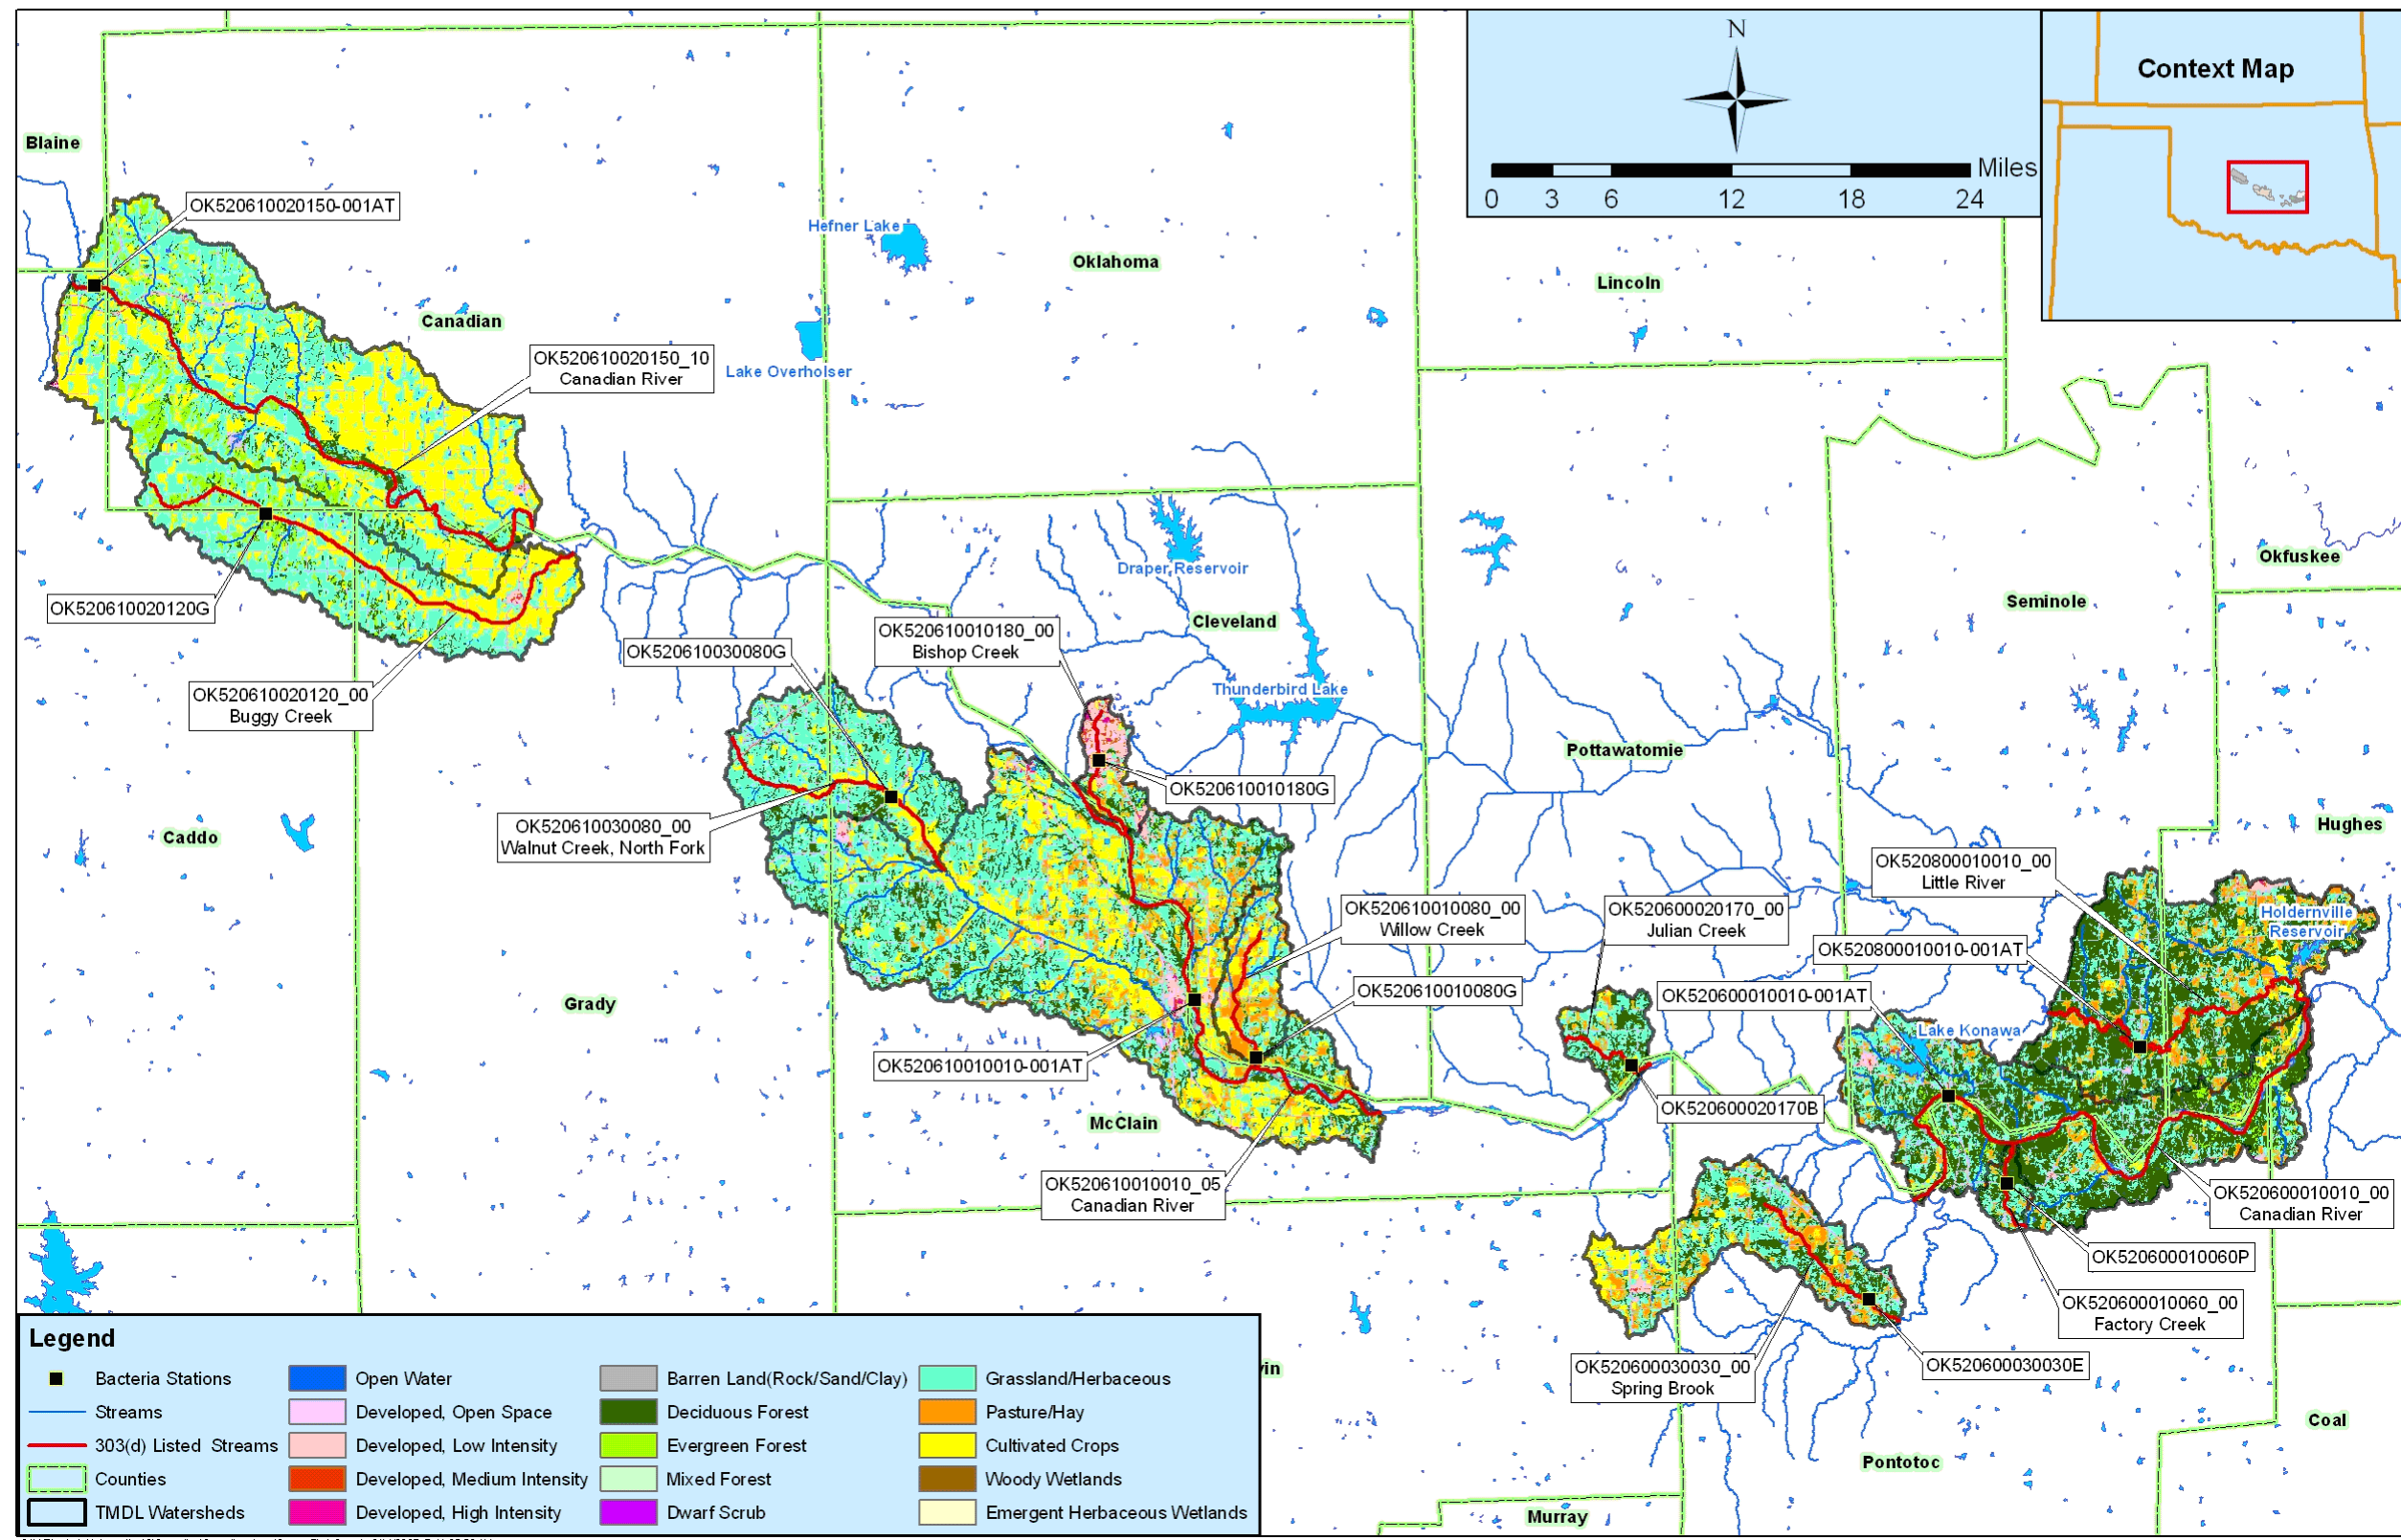 N
Miles
0 3 6 12 18 24
Context Map
Blaine
OK520610020150-001AT
Hefner Lake
Oklahoma
Lincoln
Canadian
OK520610020150_10
Canadian River
Lake Overholser
Okfuskee
Draper Reservoir
Seminole
OK520610020120G
Cleveland
OK520610030080G
OK520610010180_00
Bishop Creek
OK520610020120_00
Buggy Creek
Thunderbird Lake
Pottawatomie
OK520610010180G
Caddo
OK520610030080_00
Walnut Creek, North Fork
Hughes
OK520800010010_00
Little River
OK520610010080_00
Willow Creek
OK520600020170_00
Julian Creek
Holdernville
Reservoir
OK520800010010-001AT
Grady
OK520610010080G
OK520600010010-001AT
Lake Konawa
OK520610010010-001AT
McClain
OK520600020170B
OK520610010010_05
Canadian River
OK520600010010_00
Canadian River
OK520600010060P
OK520600010060_00
Factory Creek
OK520600030030_00
Spring Brook
OK520600030030E
Coal
Pontotoc
Murray
Legend
Bacteria Stations
Streams
303(d) Listed Streams
Counties
TMDL Watersheds
Open Water
Developed, Open Space
Developed, Low Intensity
Developed, Medium Intensity
Developed, High Intensity
Barren Land(Rock/Sand/Clay)
Deciduous Forest
Evergreen Forest
Mixed Forest
Dwarf Scrub
Grassland/Herbaceous
Pasture/Hay
Cultivated Crops
Woody Wetlands
Emergent Herbaceous Wetlands